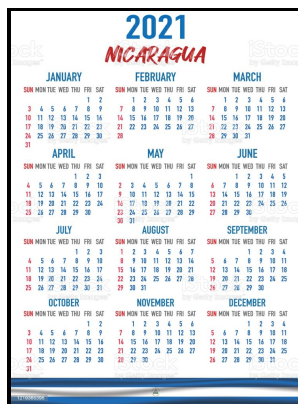 2021
NICARAGUA
JANUARY
SUN MON TUE WED THU FRI SAT
1 2
3 4 5 6 7 8 9
10 11 12 13 14 15 16
17 18 19 20 21 22 23
24 25 26 27 28 29 30
31
FEBRUARY
SUN MON TUE WED THU FRI SAT
1 2 3 4 5 6
7 8 9 10 11 12 13
14 15 16 17 18 19 20
21 22 23 24 25 26 27
28
MARCH
SUN MON TUE WED THU FRI SAT
1 2 3 4 5 6
7 8 9 10 11 12 13
14 15 16 17 18 19 20
21 22 23 24 25 26 27
28 29 30 31
APRIL
SUN MON TUE WED THU FRI SAT
1 2 3
4 5 6 7 8 9 10
11 12 13 14 15 16 17
18 19 20 21 22 23 24
25 26 27 28 29 30
MAY
SUN MON TUE WED THU FRI SAT
1
2 3 4 5 6 7 8
9 10 11 12 13 14 15
16 17 18 19 20 21 22
23 24 25 26 27 28 29
30 31
JUNE
SUN MON TUE WED THU FRI SAT
1 2 3 4 5
6 7 8 9 10 11 12
13 14 15 16 17 18 19
20 21 22 23 24 25 26
27 28 29 30
JULY
SUN MON TUE WED THU FRI SAT
1 2 3
4 5 6 7 8 9 10
11 12 13 14 15 16 17
18 19 20 21 22 23 24
25 26 27 28 29 30 31
AUGUST
SUN MON TUE WED THU FRI SAT
1 2 3 4 5 6 7
8 9 10 11 12 13 14
15 16 17 18 19 20 21
22 23 24 25 26 27 28
29 30 31
SEPTEMBER
SUN MON TUE WED THU FRI SAT
1 2 3 4
5 6 7 8 9 10 11
12 13 14 15 16 17 18
19 20 21 22 23 24 25
26 27 28 29 30
OCTOBER
SUN MON TUE WED THU FRI SAT
1 2
3 4 5 6 7 8 9
10 11 12 13 14 15 16
17 18 19 20 21 22 23
24 25 26 27 28 29 30
31
NOVEMBER
SUN MON TUE WED THU FRI SAT
1 2 3 4 5 6
7 8 9 10 11 12 13
14 15 16 17 18 19 20
21 22 23 24 25 26 27
28 29 30
DECEMBER
SUN MON TUE WED THU FRI SAT
1 2 3 4
5 6 7 8 9 10 11
12 13 14 15 16 17 18
19 20 21 22 23 24 25
26 27 28 29 30 31